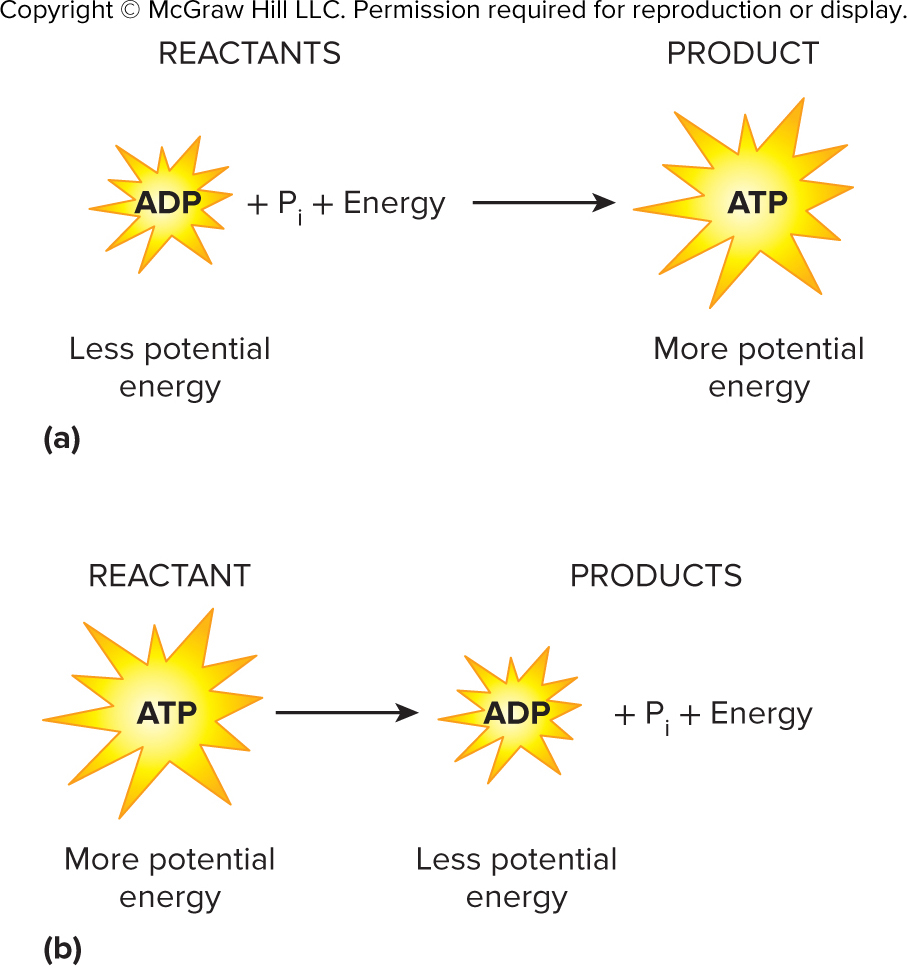 Copyright © McGraw Hill LLC. Permission required for reproduction or display.
REACTANTS
PRODUCT
ADP + Pi + Energy
ATP
Less potential
energy
More potential
energy
(a)
REACTANT
PRODUCTS
ATP
ADP + Pi + Energy
More potential
energy
Less potential
energy
(b)